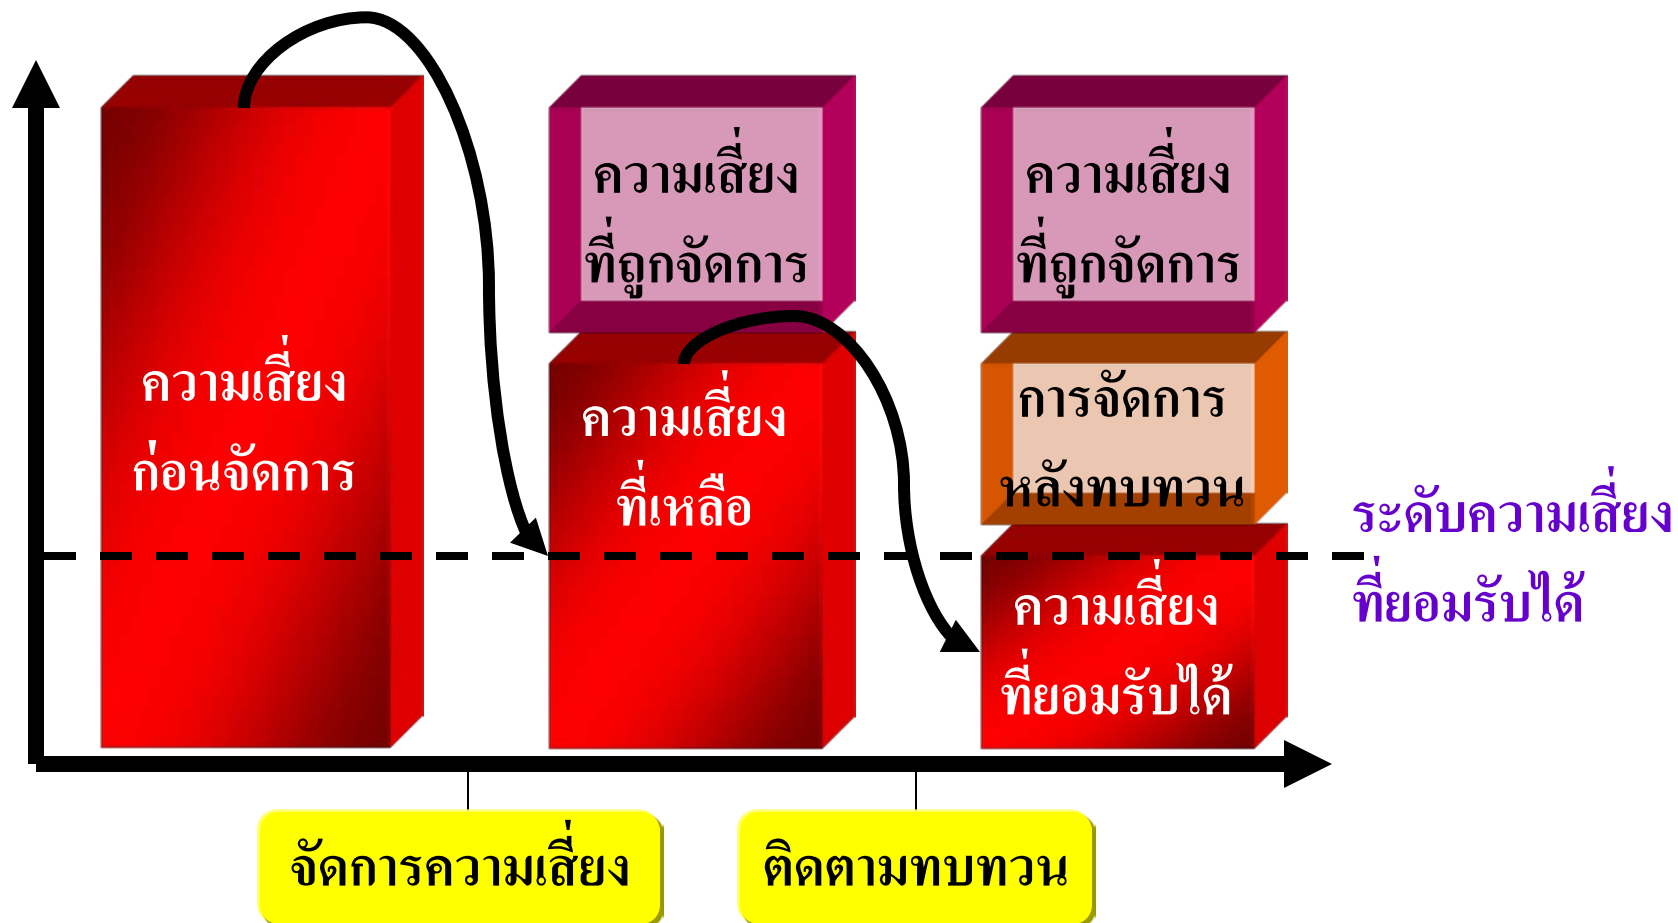 ความเสี่ยง
ก่อนจัดการ
ความเสี่ยง
ที่ถูกจัดการ
ความเสี่ยง
ที่เหลือ
ความเสี่ยง
ที่ถูกจัดการ
การจัดการ
หลังทบทวน
ความเสี่ยง
ที่ยอมรับได้
ระดับความเสี่ยง
ที่ยอมรับได้
จัดการความเสี่ยง
ติดตามทบทวน